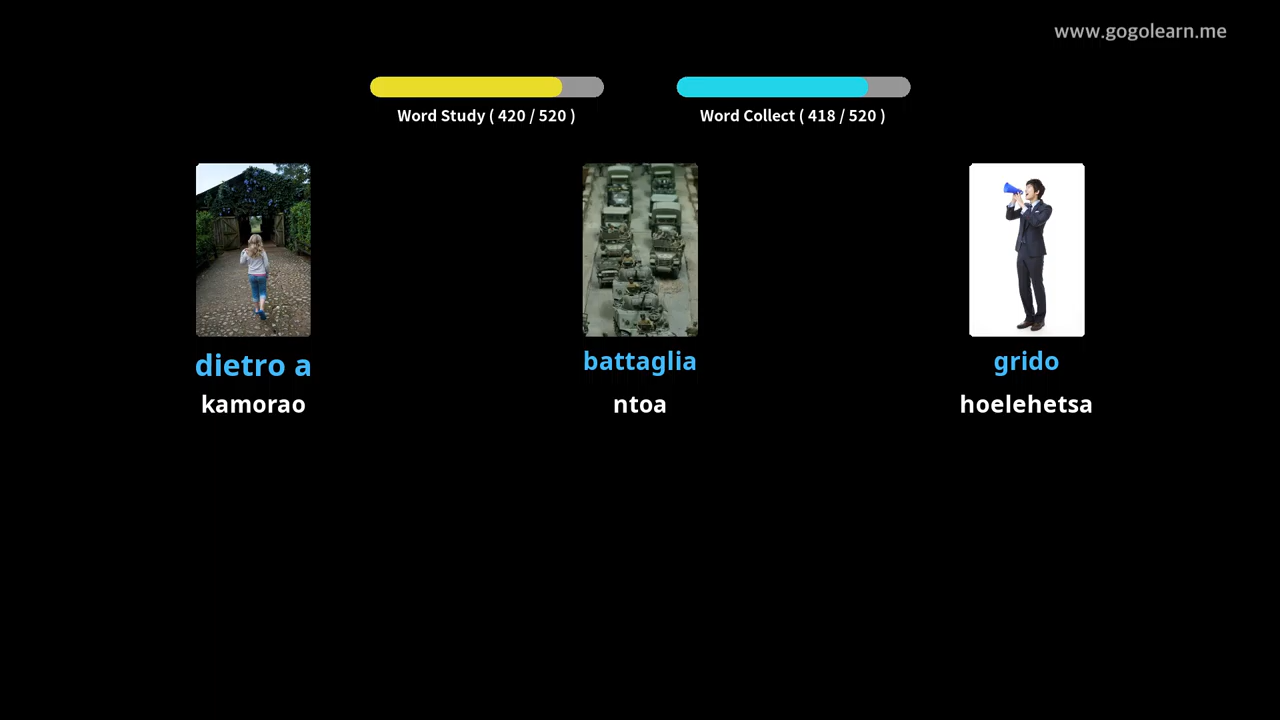 www.gogolearn.me
Word Study ( 420 / 520 )
Word Collect ( 418 / 520 )
dietro a
battaglia
grido
kamorao
ntoa
hoelehetsa